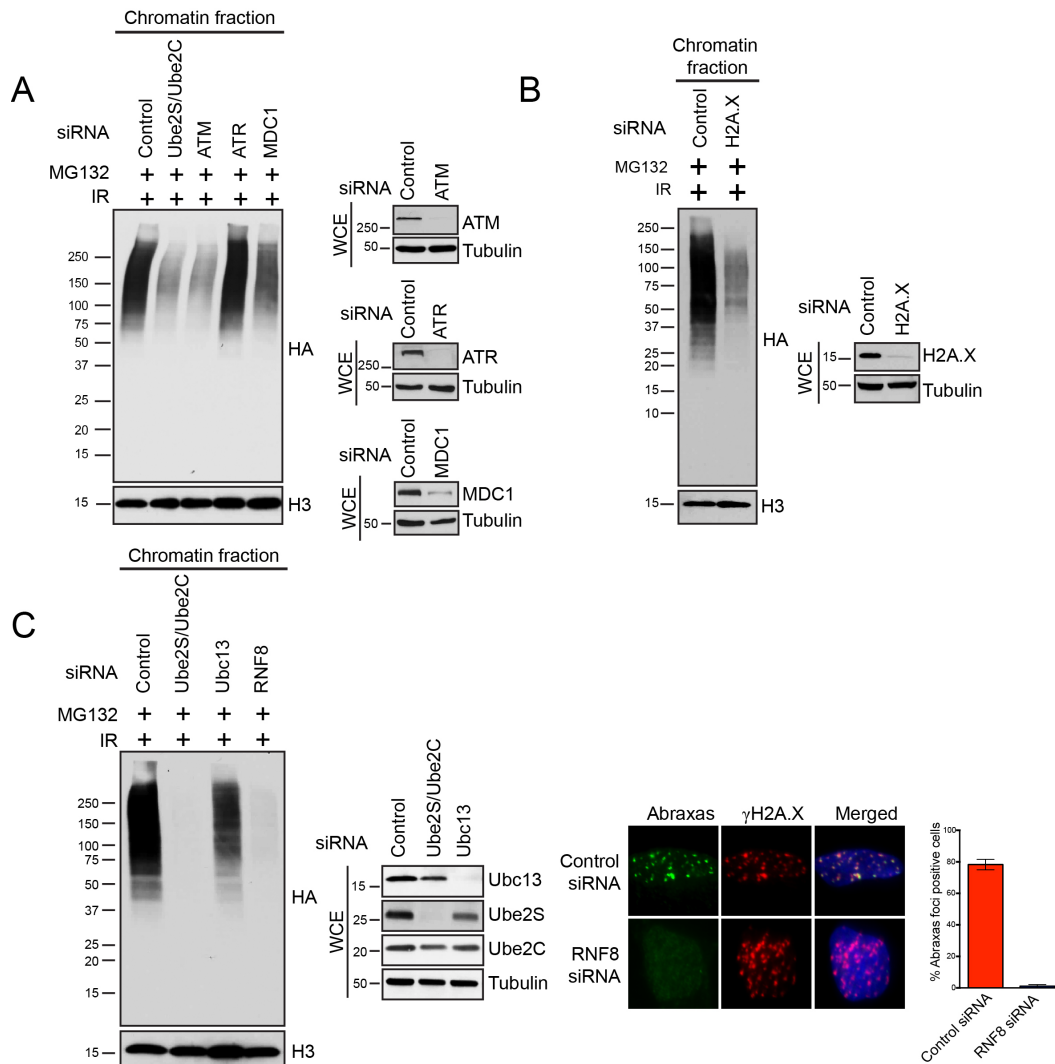 A
Chromatin fraction
siRNA
Control
Ube2S/Ube2C
ATM
ATR
MDC1
MG132 + + + + +
IR + + + + +
250
150
100
75
50
37
25
20
15
HA
15 H3
siRNA Control ATM
WCE
250 ATM
50 Tubulin
siRNA Control ATR
WCE
250 ATR
50 Tubulin
siRNA Control MDC1
WCE
MDC1
50 Tubulin
B
Chromatin
fraction
siRNA
Control
H2A.X
MG132 + +
IR + +
250
150
100
75
50
37
25
20
15
10
HA
15 H3
siRNA Control H2A.X
WCE
15 H2A.X
50 Tubulin
C
Chromatin fraction
siRNA
Control
Ube2S/Ube2C
Ubc13
RNF8
MG132 + + + +
IR + + + +
250
150
100
75
50
37
25
20
15
HA
15 H3
siRNA
Control
Ube2S/Ube2C
Ubc13
WCE
15 Ubc13
25 Ube2S
20 Ube2C
50 Tubulin
Abraxas γH2A.X Merged
Control
siRNA
RNF8
siRNA
% Abraxas foci positive cells
100
80
60
40
20
0
Control siRNA
RNF8 siRNA